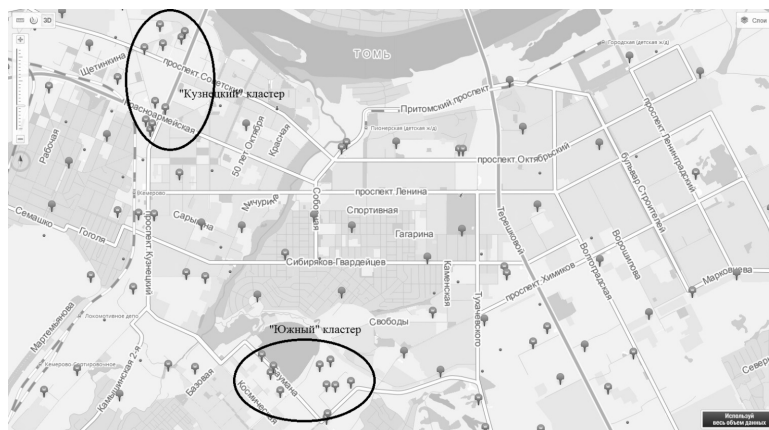 3D
Слои
ТОМЬ
Городская (детская ж/д)
Щетинкина
проспект Советский
"Кузнецкий" кластер
Красноармейская
Притомский проспект
Пионерская (детская ж/д)
Рабочая
50 лет Октября
Красная
проспект Октябрьский
проспект Ленинградский
бульвар Строителей
Кемерово
проспект Ленина
Мичурина
Соборная
Спортивная
Сарыгина
Семашко
Гоголя
Гагарина
Терешковой
проспект Кузнецкий
Сибиряков-Гвардейцев
Каменская
проспект Химиков
Волгоградская
Ворошилова
Марковцева
Мартемьянова
Локомотивное депо
Свободы
Тухачевского
"Южный" кластер
Кемерово Сортировочное
Камышинская 2-я
Базовая
Космическая
Баумана
Север
Используй
весь объем данных